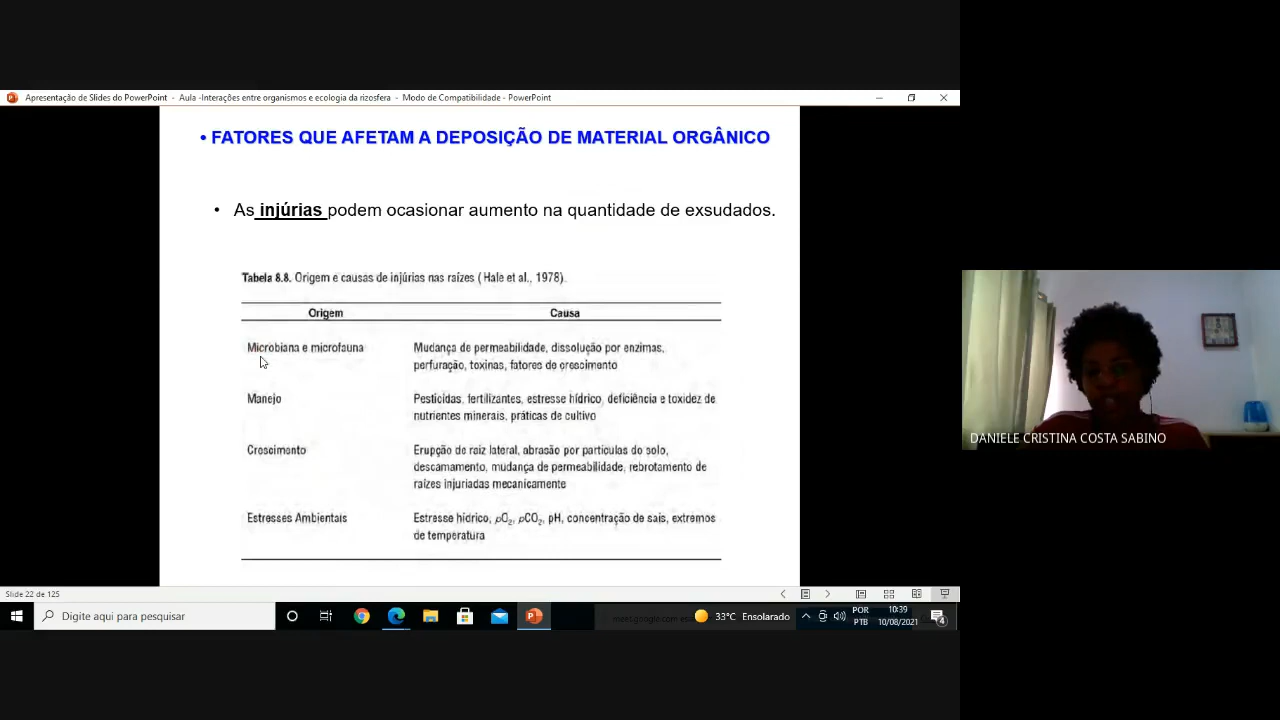 Apresentação de Slides do PowerPoint - Aula -Interações entre organismos e ecologia da rizosfera - Modo de Compatibilidade - PowerPoint
• FATORES QUE AFETAM A DEPOSIÇÃO DE MATERIAL ORGÂNICO
• As injúrias podem ocasionar aumento na quantidade de exsudados.
Tabela 8.8. Origem e causas de injúrias nas raízes ( Hale et al., 1978).
Origem Causa
Microbiana e microfauna Mudança de permeabilidade, dissolução por enzimas,
perfuração, toxinas, fatores de crescimento
Manejo Pesticidas, fertilizantes, estresse hídrico, deficiência e toxidez de
nutrientes minerais, práticas de cultivo
Crescimento Erupção de raiz lateral, abrasão por partículas do solo,
descamamento, mudança de permeabilidade, rebrotamento de
raízes injuriadas mecanicamente
Estresses Ambientais Estresse hídrico, pO2, pCO2, pH, concentração de sais, extremos
de temperatura
DANIELE CRISTINA COSTA SABINO
Slide 22 de 125
Digite aqui para pesquisar
33°C Ensolarado
POR
PTB
10:39
10/08/2021
4